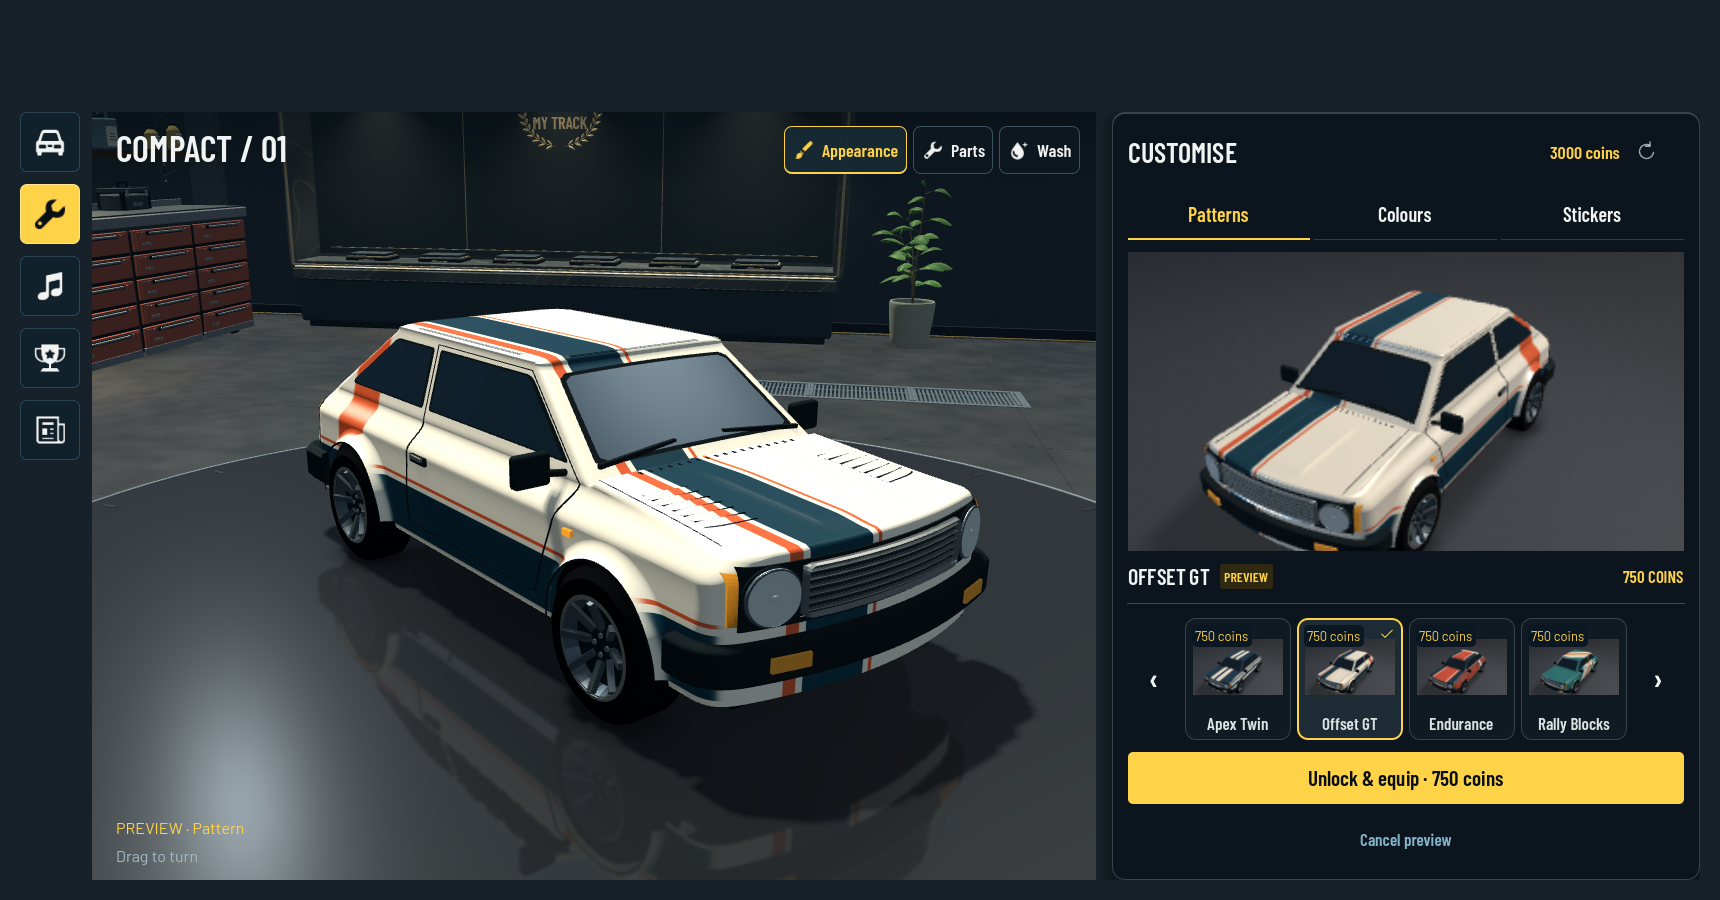 MY TRACK
COMPACT / 01
Appearance
Parts
Wash
PREVIEW · Pattern
Drag to turn
CUSTOMISE
3000 coins
Patterns
Colours
Stickers
OFFSET GT
PREVIEW
750 COINS
750 coins
750 coins
750 coins
750 coins
‹
›
Apex Twin
Offset GT
Endurance
Rally Blocks
Unlock & equip · 750 coins
Cancel preview